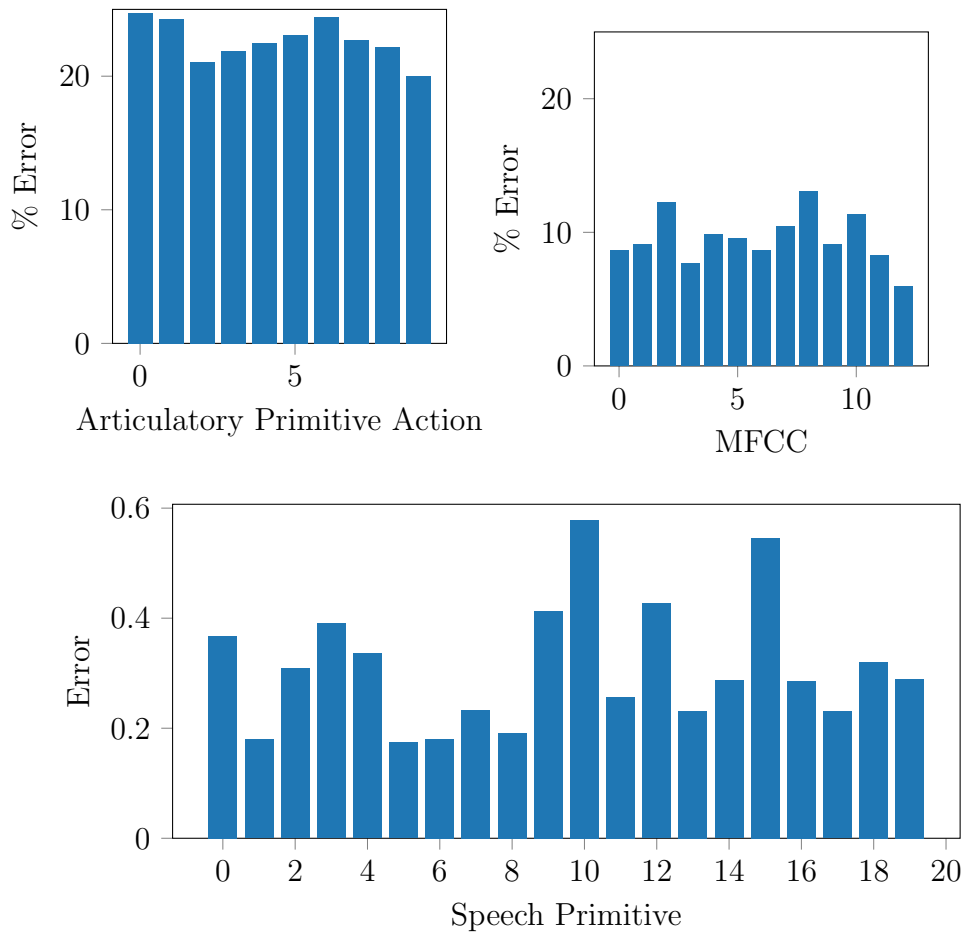 20
10
0
% Error
0 5
Articulatory Primitive Action
20
10
0
% Error
0 5 10
MFCC
0.6
0.4
0.2
0
Error
0 2 4 6 8 10 12 14 16 18 20
Speech Primitive